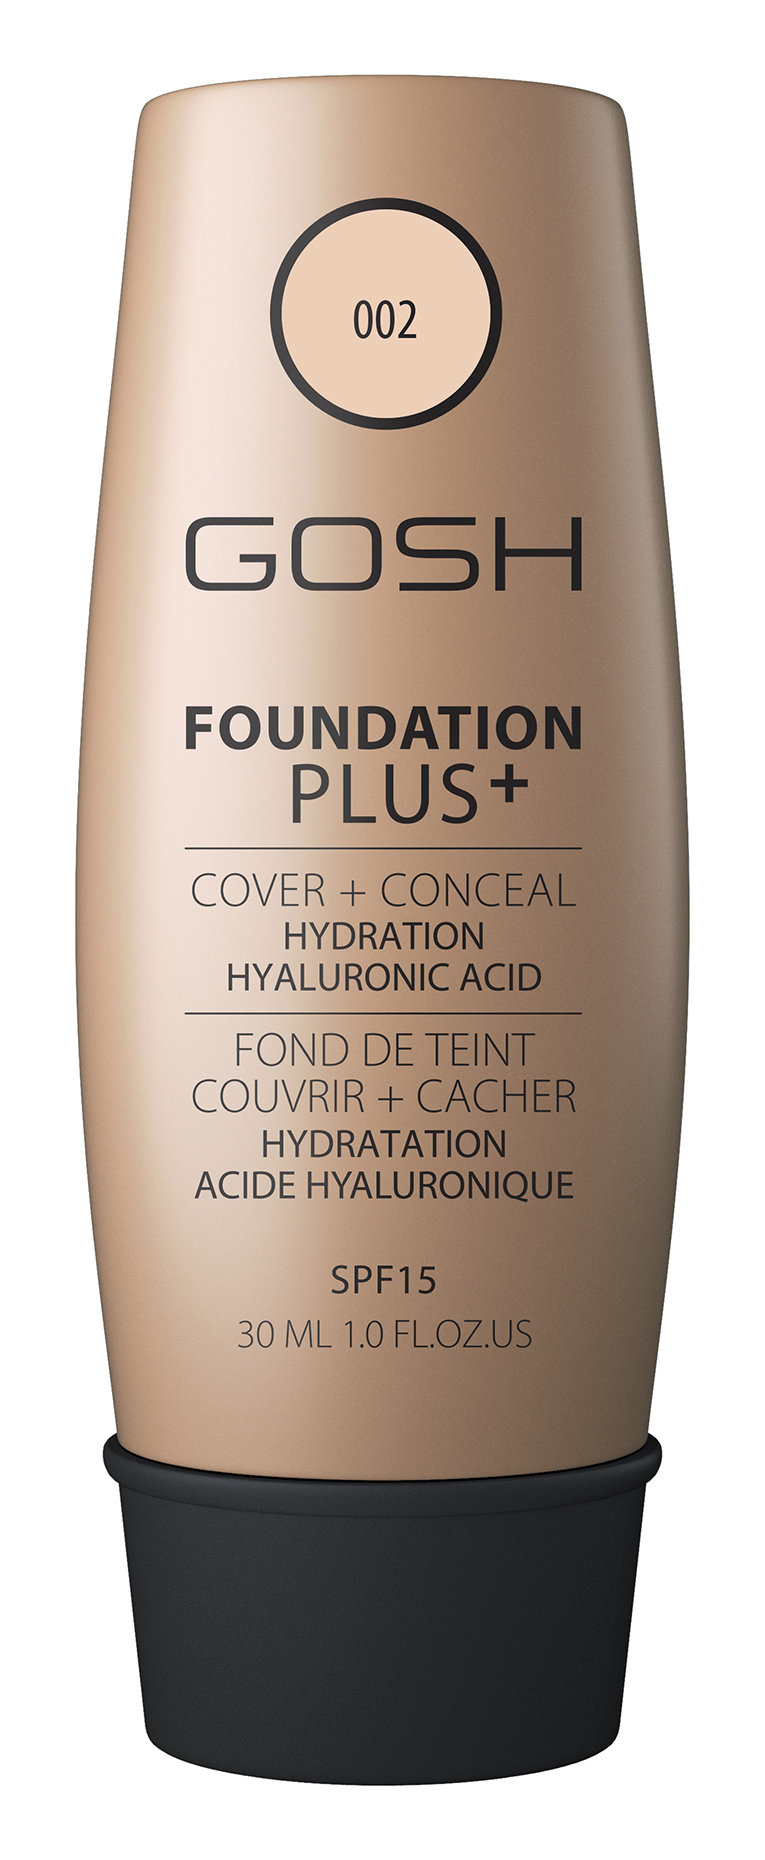 002
GOSH
FOUNDATION
PLUS+
COVER + CONCEAL
HYDRATION
HYALURONIC ACID
FOND DE TEINT
COUVRIR + CACHER
HYDRATATION
ACIDE HYALURONIQUE
SPF15
30 ML 1.0 FL.OZ.US